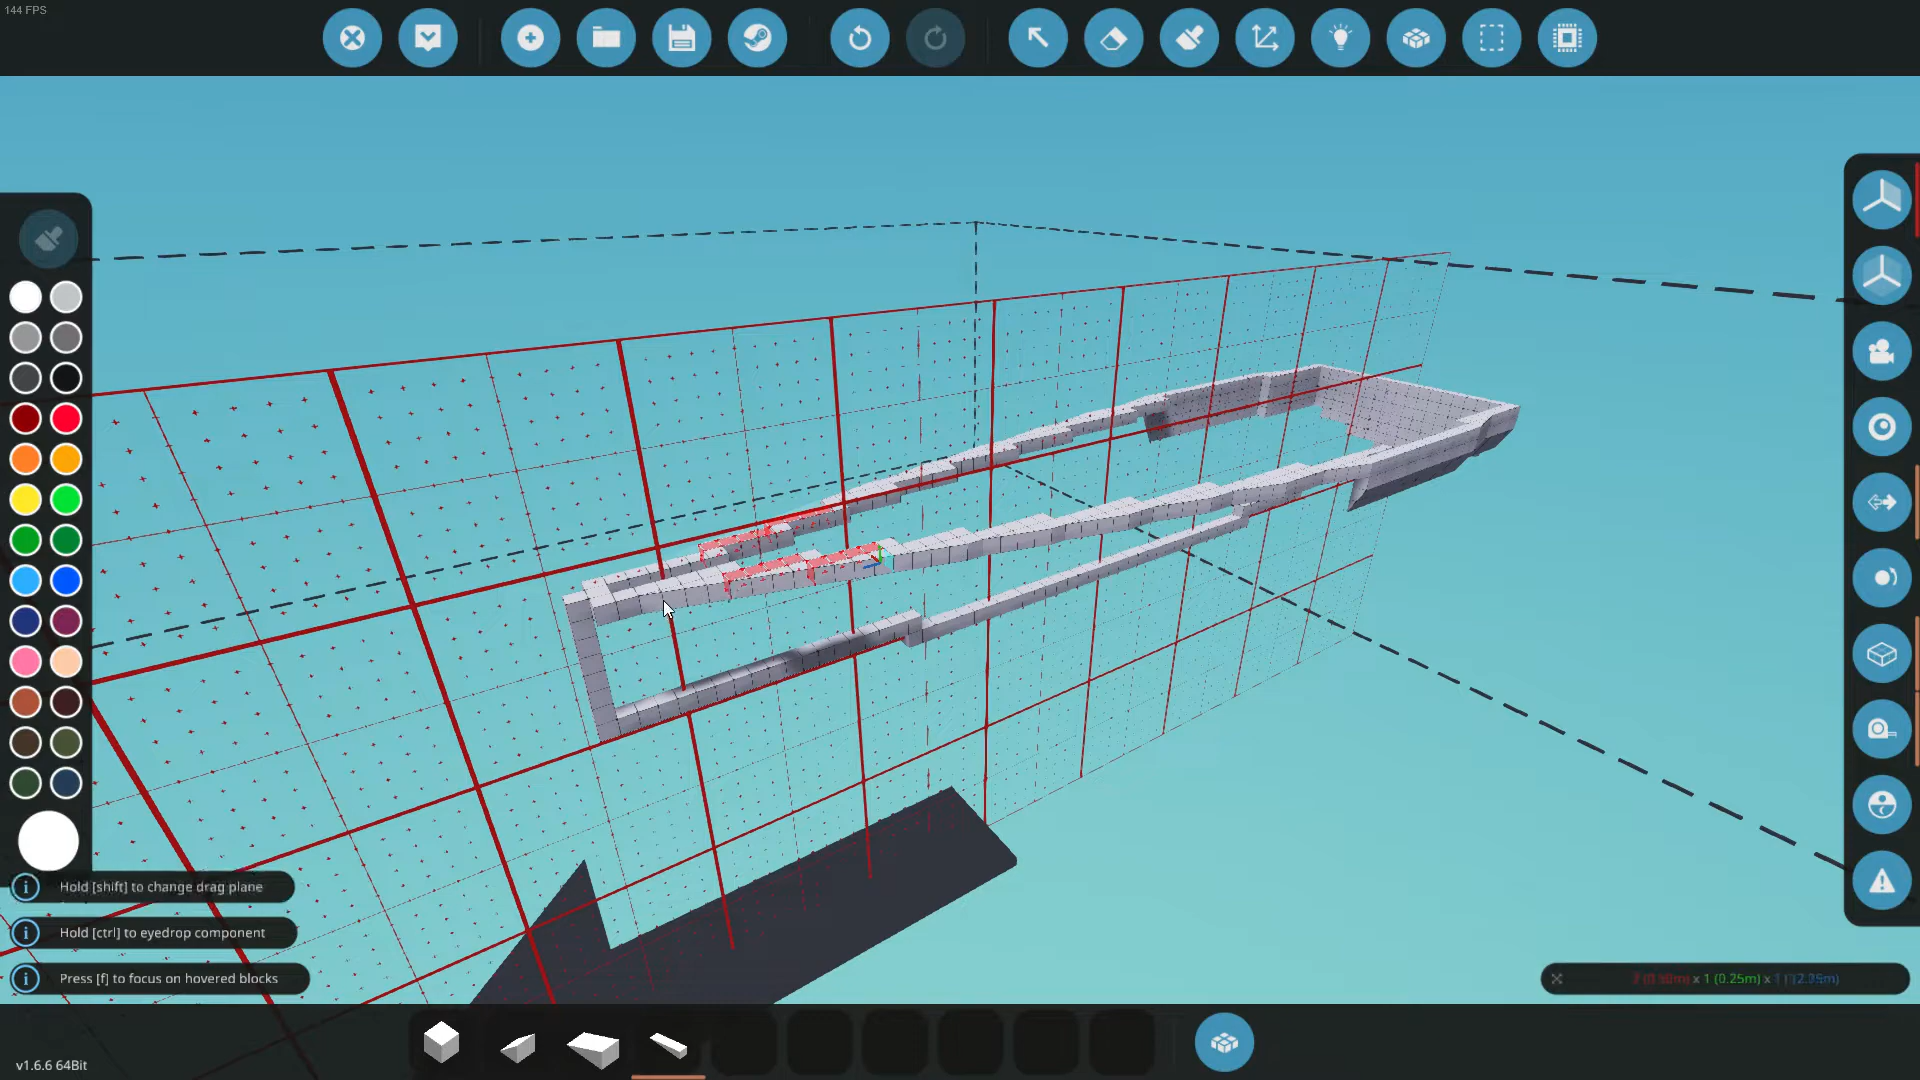 144 FPS
Hold [shift] to change drag plane
Hold [ctrl] to eyedrop component
Press [f] to focus on hovered blocks
x 1 (0.25m) x
v1.6.6 64Bit